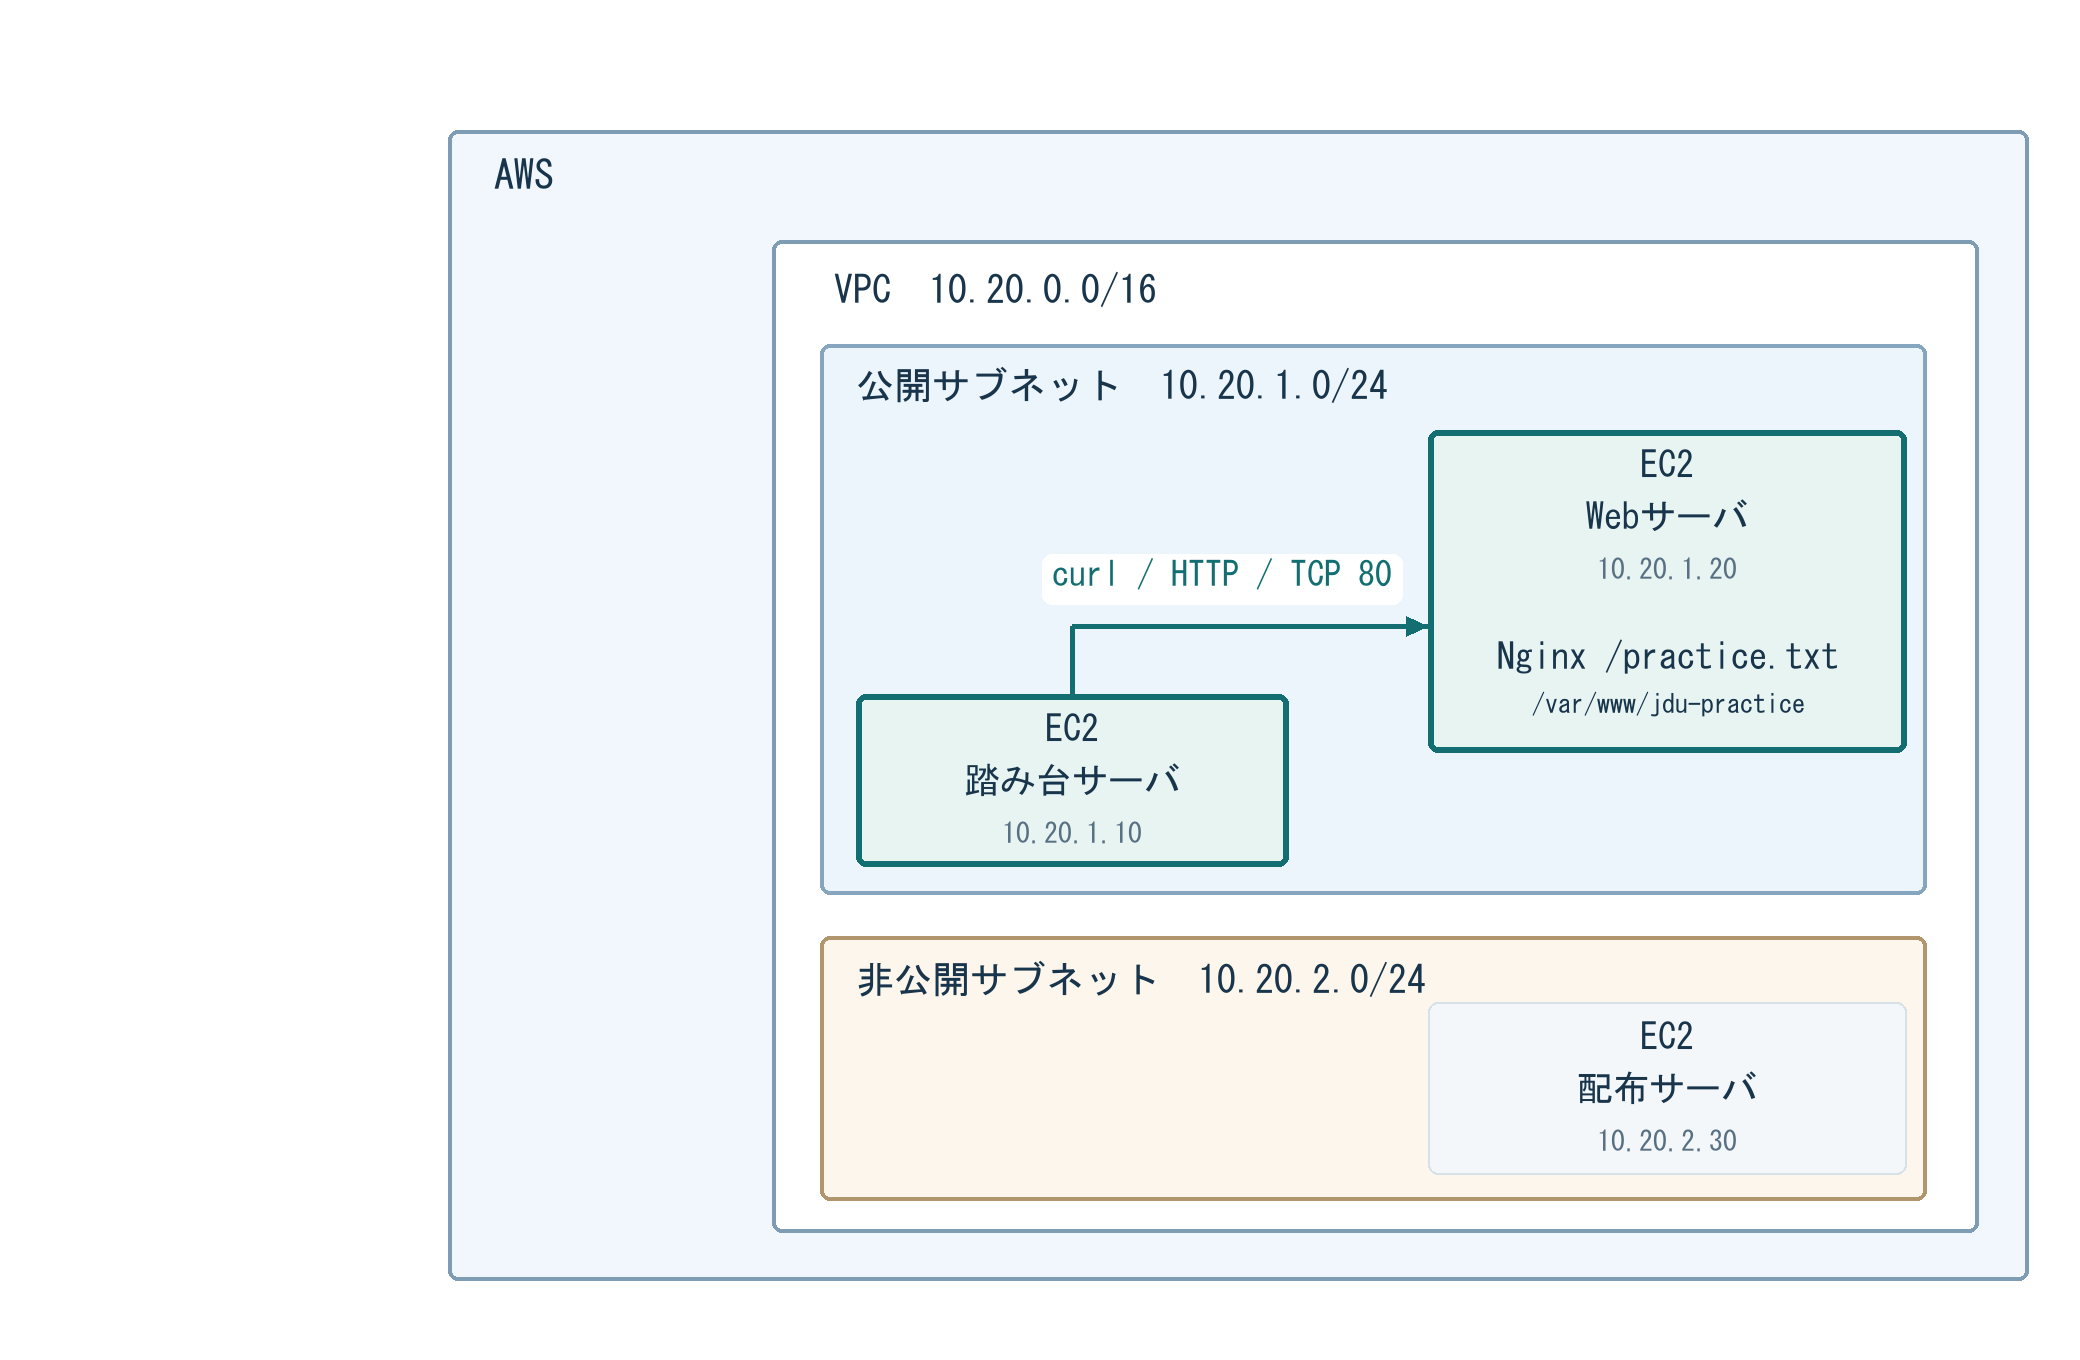 AWS
VPC　10.20.0.0/16
公開サブネット　10.20.1.0/24
EC2
Webサーバ
10.20.1.20
curl / HTTP / TCP 80
Nginx /practice.txt
/var/www/jdu-practice
EC2
踏み台サーバ
10.20.1.10
非公開サブネット　10.20.2.0/24
EC2
配布サーバ
10.20.2.30